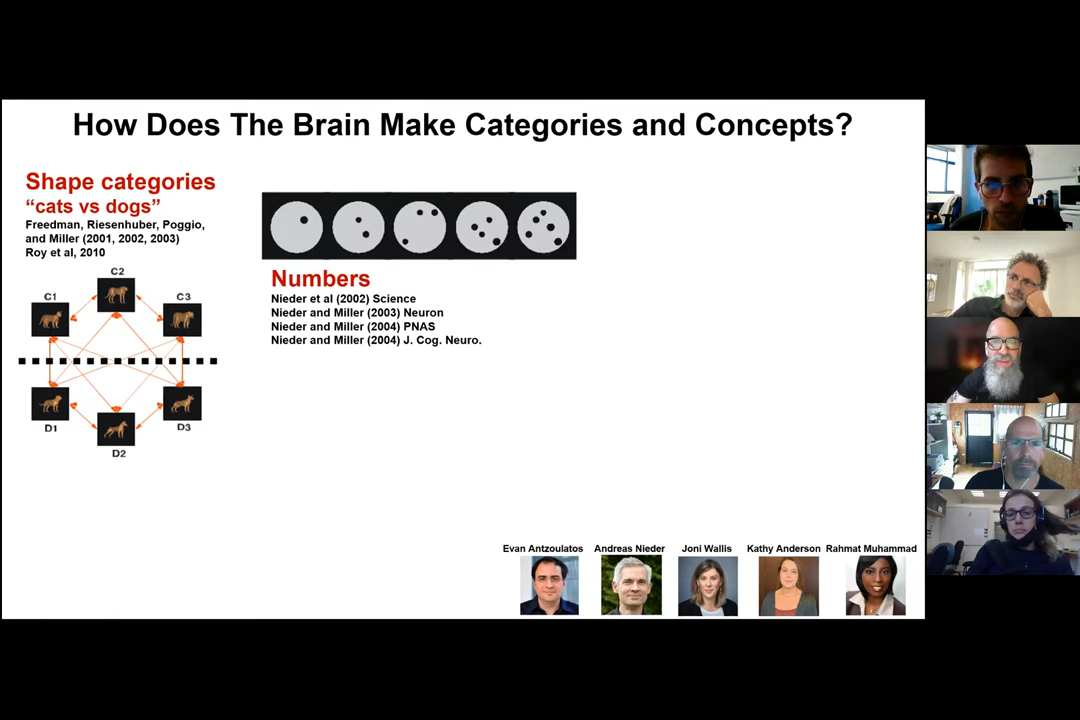 How Does The Brain Make Categories and Concepts?
Shape categories
“cats vs dogs”
Freedman, Riesenhuber, Poggio,
and Miller (2001, 2002, 2003)
Roy et al, 2010
C2
C1
C3
D1
D3
D2
Numbers
Nieder et al (2002) Science
Nieder and Miller (2003) Neuron
Nieder and Miller (2004) PNAS
Nieder and Miller (2004) J. Cog. Neuro.
Evan Antzoulatos
Andreas Nieder
Joni Wallis
Kathy Anderson
Rahmat Muhammad